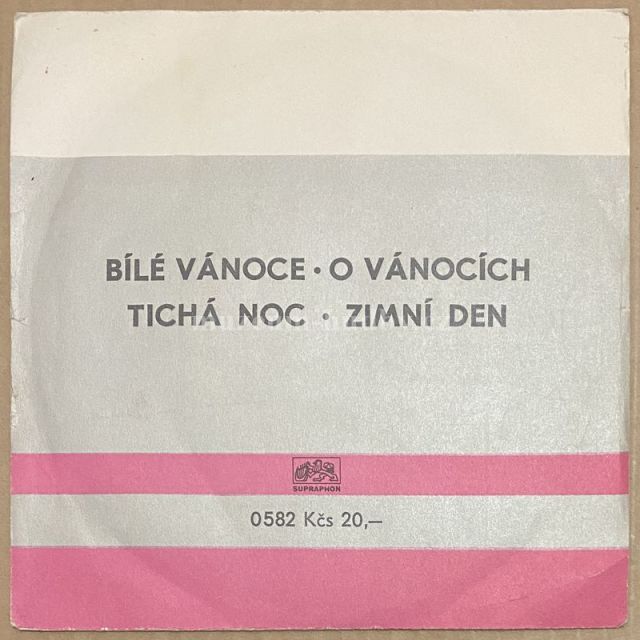 BÍLÉ VÁNOCE • O VÁNOCÍCH
TICHÁ NOC • ZIMNÍ DEN
SUPRAPHON
0582 Kčs 20,—